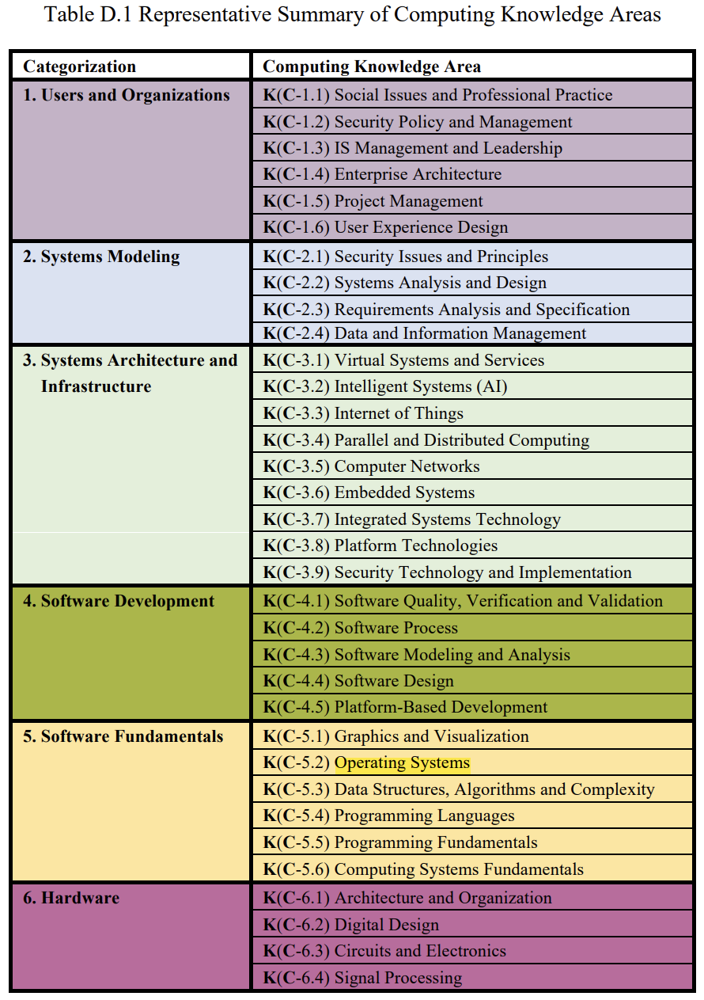 Table D.1 Representative Summary of Computing Knowledge Areas
Categorization
Computing Knowledge Area
1. Users and Organizations
K(C-1.1) Social Issues and Professional Practice
K(C-1.2) Security Policy and Management
K(C-1.3) IS Management and Leadership
K(C-1.4) Enterprise Architecture
K(C-1.5) Project Management
K(C-1.6) User Experience Design
2. Systems Modeling
K(C-2.1) Security Issues and Principles
K(C-2.2) Systems Analysis and Design
K(C-2.3) Requirements Analysis and Specification
K(C-2.4) Data and Information Management
3. Systems Architecture and
Infrastructure
K(C-3.1) Virtual Systems and Services
K(C-3.2) Intelligent Systems (AI)
K(C-3.3) Internet of Things
K(C-3.4) Parallel and Distributed Computing
K(C-3.5) Computer Networks
K(C-3.6) Embedded Systems
K(C-3.7) Integrated Systems Technology
K(C-3.8) Platform Technologies
K(C-3.9) Security Technology and Implementation
4. Software Development
K(C-4.1) Software Quality, Verification and Validation
K(C-4.2) Software Process
K(C-4.3) Software Modeling and Analysis
K(C-4.4) Software Design
K(C-4.5) Platform-Based Development
5. Software Fundamentals
K(C-5.1) Graphics and Visualization
K(C-5.2) Operating Systems
K(C-5.3) Data Structures, Algorithms and Complexity
K(C-5.4) Programming Languages
K(C-5.5) Programming Fundamentals
K(C-5.6) Computing Systems Fundamentals
6. Hardware
K(C-6.1) Architecture and Organization
K(C-6.2) Digital Design
K(C-6.3) Circuits and Electronics
K(C-6.4) Signal Processing